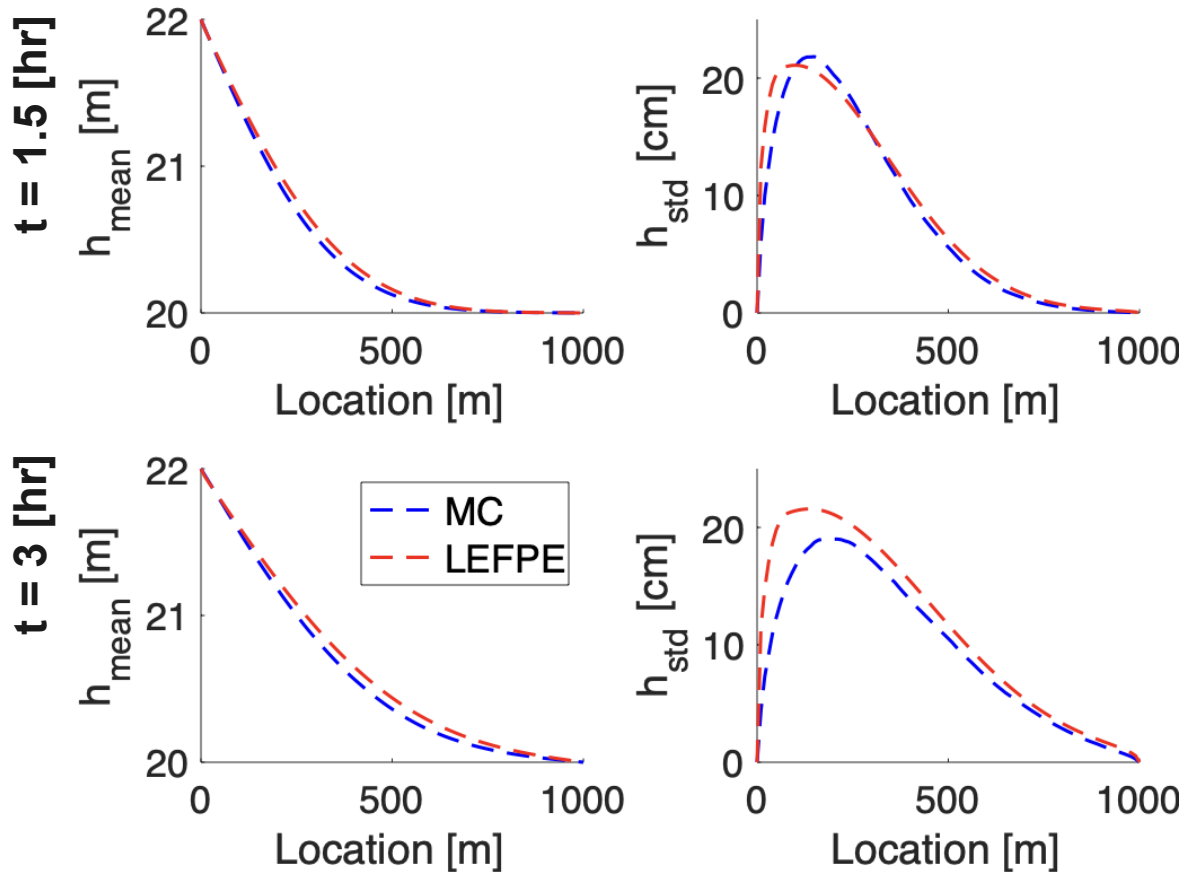 t = 1.5 [hr]
h_mean [m]
22
21
20
0 500 1000
Location [m]
h_std [cm]
20
10
0
0 500 1000
Location [m]
t = 3 [hr]
h_mean [m]
22
21
20
0 500 1000
Location [m]
MC
LEFPE
h_std [cm]
20
10
0
0 500 1000
Location [m]